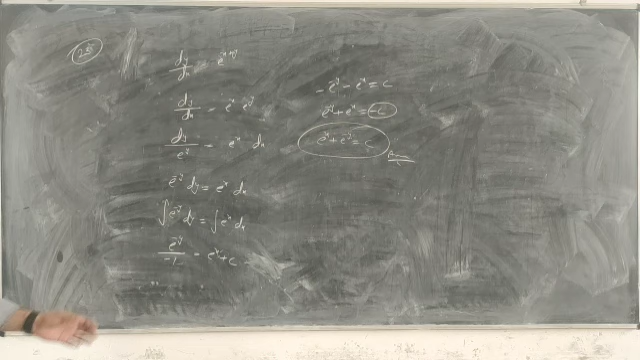 25
dy/dx = e^(x+y)
dy/dx = e^x e^y
dy/e^y = e^x dx
e^-y dy = e^x dx
∫ e^-y dy = ∫ e^x dx
e^-y/-1 = e^x + c
- e^-y - e^x = c
e^-y + e^x = -c
e^x + e^-y = c